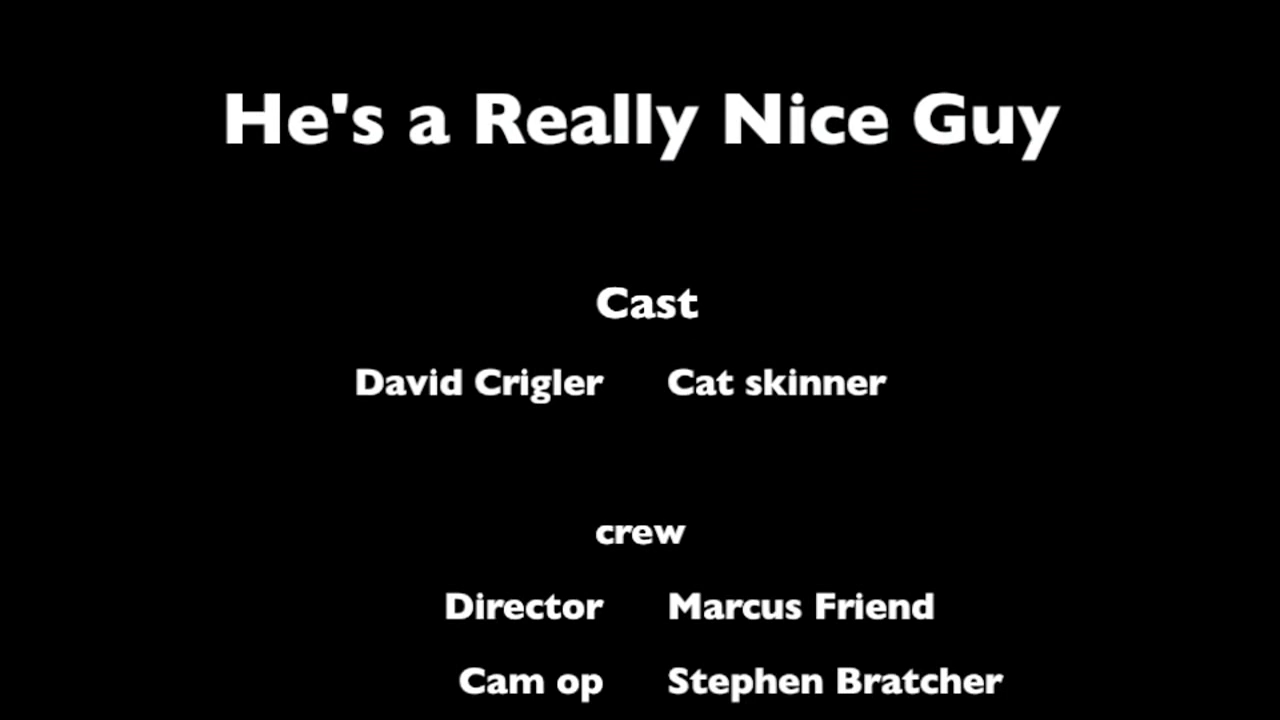 He's a Really Nice Guy
Cast
David Crigler Cat skinner
crew
Director Marcus Friend
Cam op Stephen Bratcher